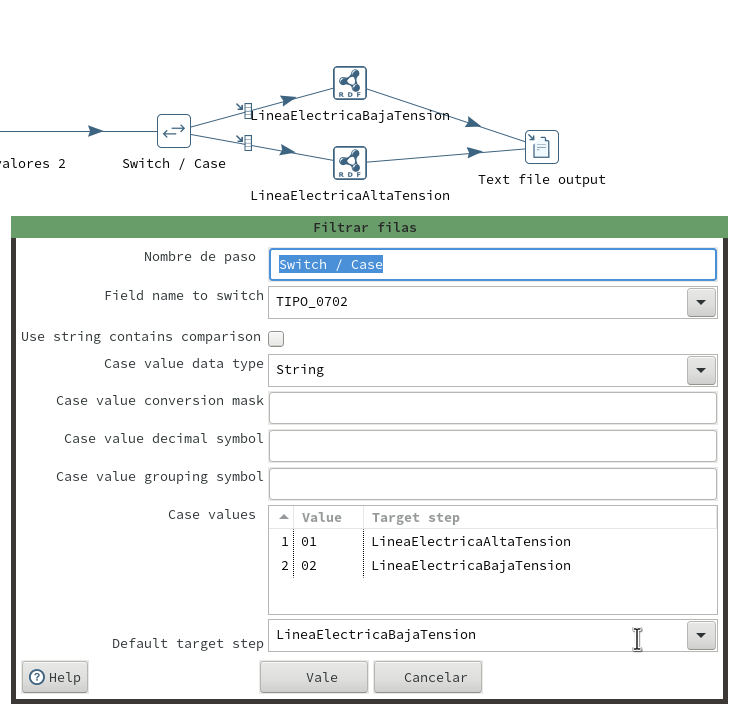 RDF
LineaElectricaBajaTension
valores 2
Switch / Case
RDF
LineaElectricaAltaTension
Text file output
Filtrar filas
Nombre de paso Switch / Case
Field name to switch TIPO_0702
Use string contains comparison
Case value data type String
Case value conversion mask
Case value decimal symbol
Case value grouping symbol
Case values
Value Target step
1 01 LineaElectricaAltaTension
2 02 LineaElectricaBajaTension
Default target step LineaElectricaBajaTension
? Help Vale Cancelar